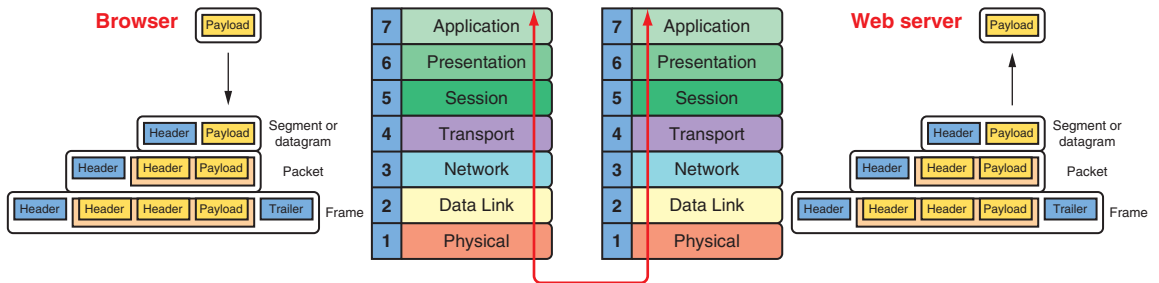 Browser
Payload
Header Payload
Segment or
datagram
Header Header Payload
Packet
Header Header Header Payload Trailer
Frame
7 Application
6 Presentation
5 Session
4 Transport
3 Network
2 Data Link
1 Physical
7 Application
6 Presentation
5 Session
4 Transport
3 Network
2 Data Link
1 Physical
Web server
Payload
Header Payload
Segment or
datagram
Header Header Payload
Packet
Header Header Header Payload Trailer
Frame